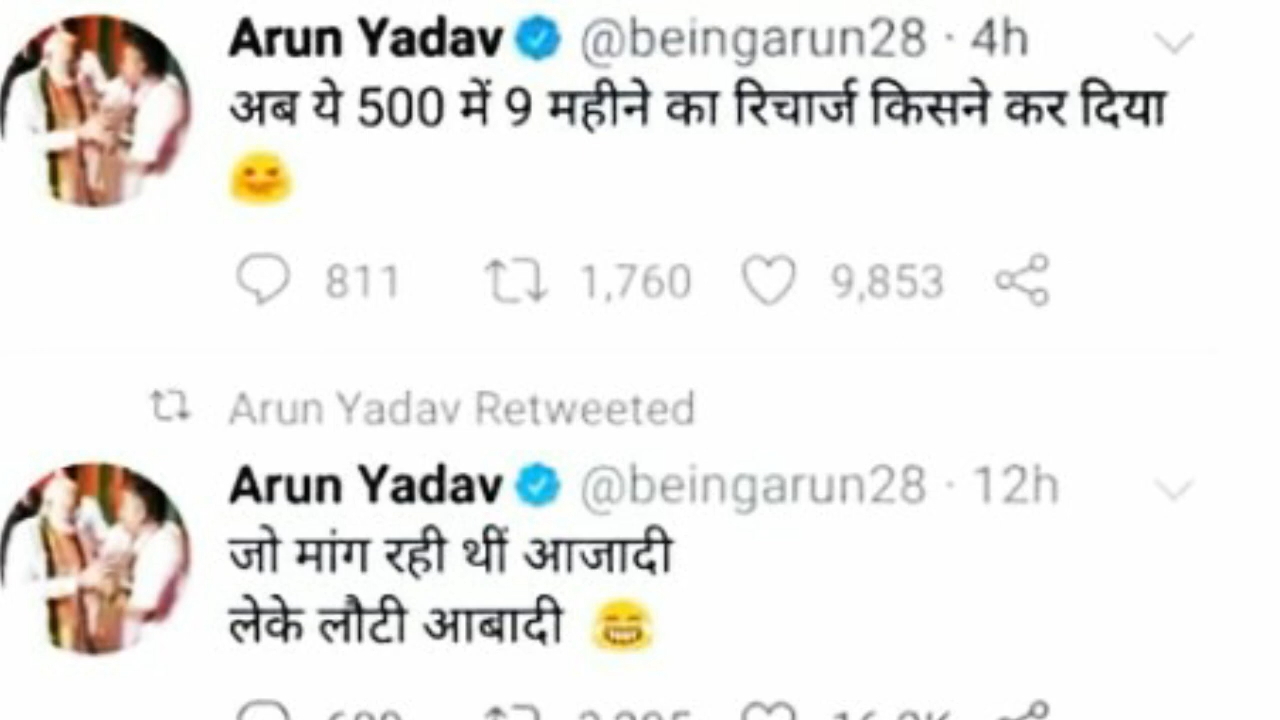 Arun Yadav @beingarun28 · 4h
अब ये 500 में 9 महीने का रिचार्ज किसने कर दिया
811 1,760 9,853
Arun Yadav Retweeted
Arun Yadav @beingarun28 · 12h
जो मांग रही थीं आजादी
लेके लौटी आबादी 😂